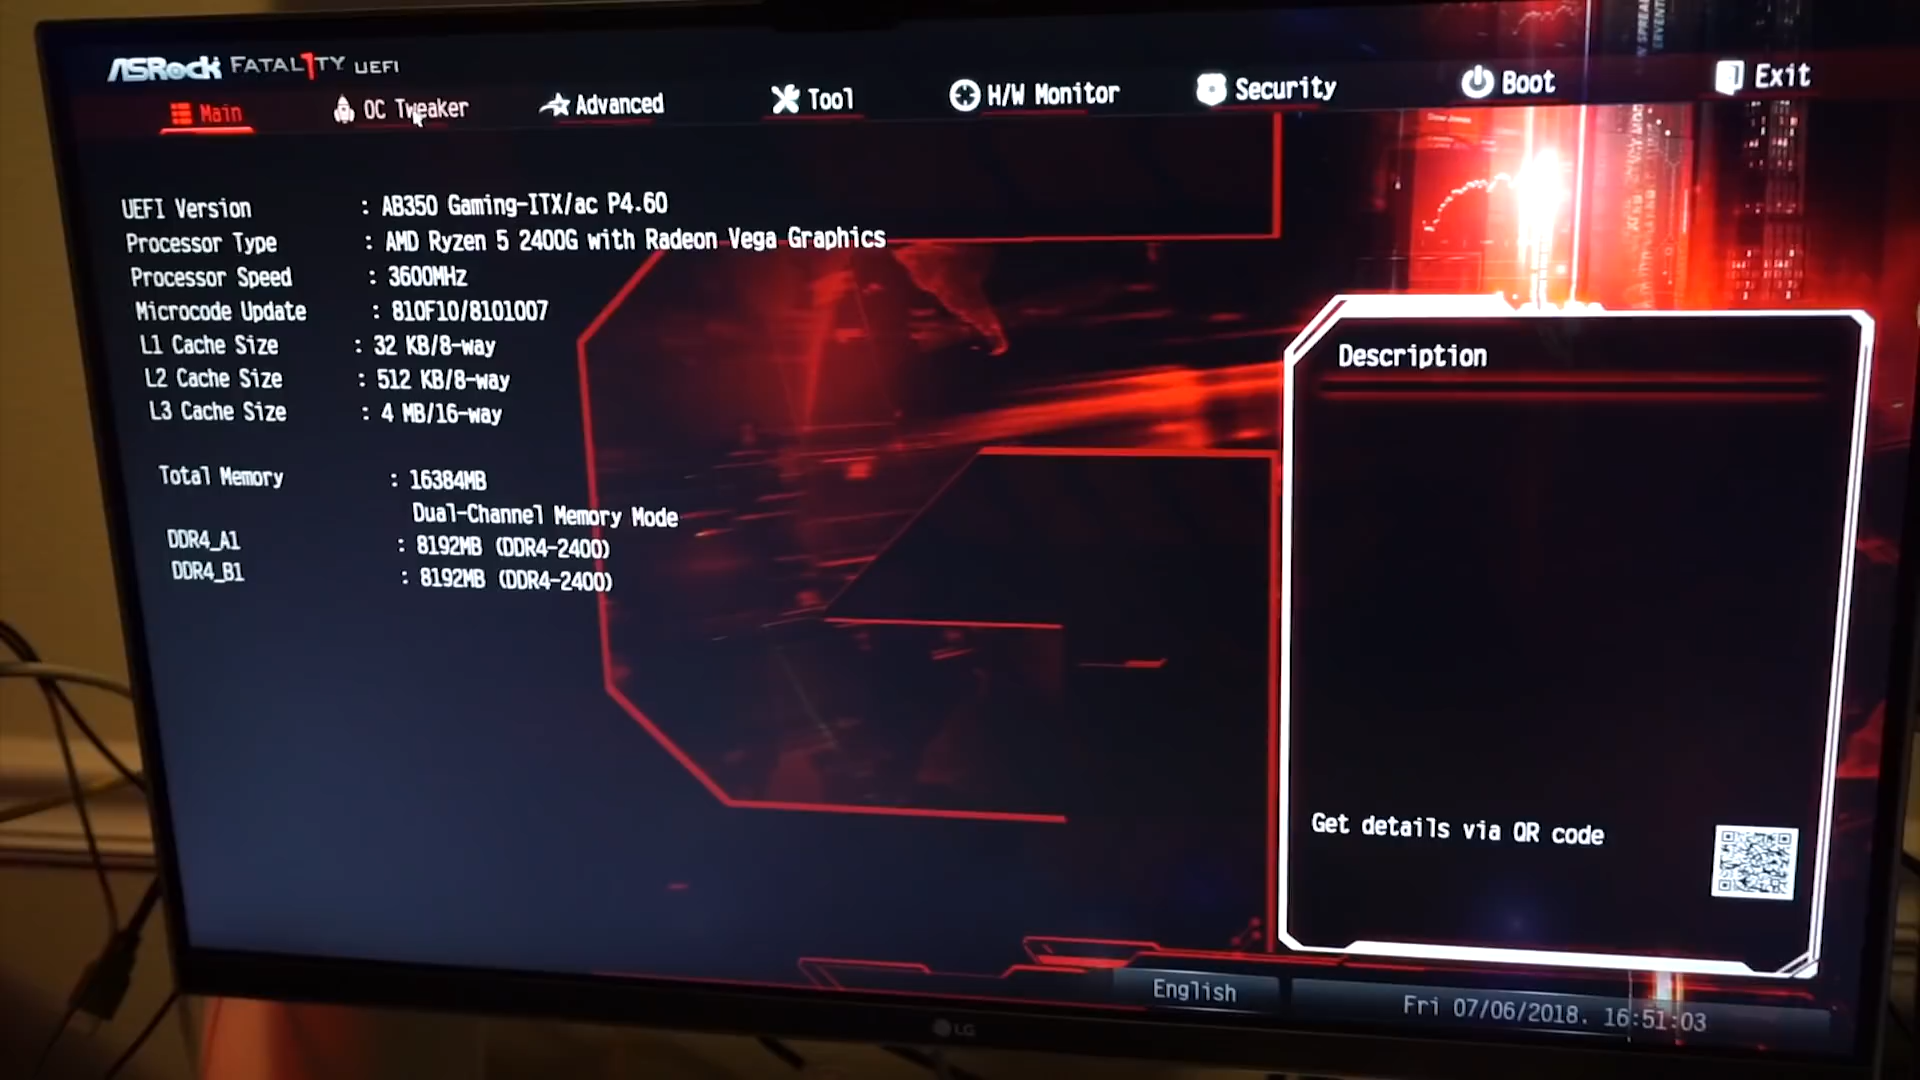 ASRock FATAL1TY UEFI
Main OC Tweaker Advanced Tool H/W Monitor Security Boot Exit
UEFI Version : AB350 Gaming-ITX/ac P4.60
Processor Type : AMD Ryzen 5 2400G with Radeon Vega Graphics
Processor Speed : 3600MHz
Microcode Update : 810F10/8101007
L1 Cache Size : 32 KB/8-way
L2 Cache Size : 512 KB/8-way
L3 Cache Size : 4 MB/16-way
Total Memory : 16384MB
Dual-Channel Memory Mode
DDR4_A1 : 8192MB (DDR4-2400)
DDR4_B1 : 8192MB (DDR4-2400)
Description
Get details via QR code
English
Fri 07/06/2018. 16:51:03
LG